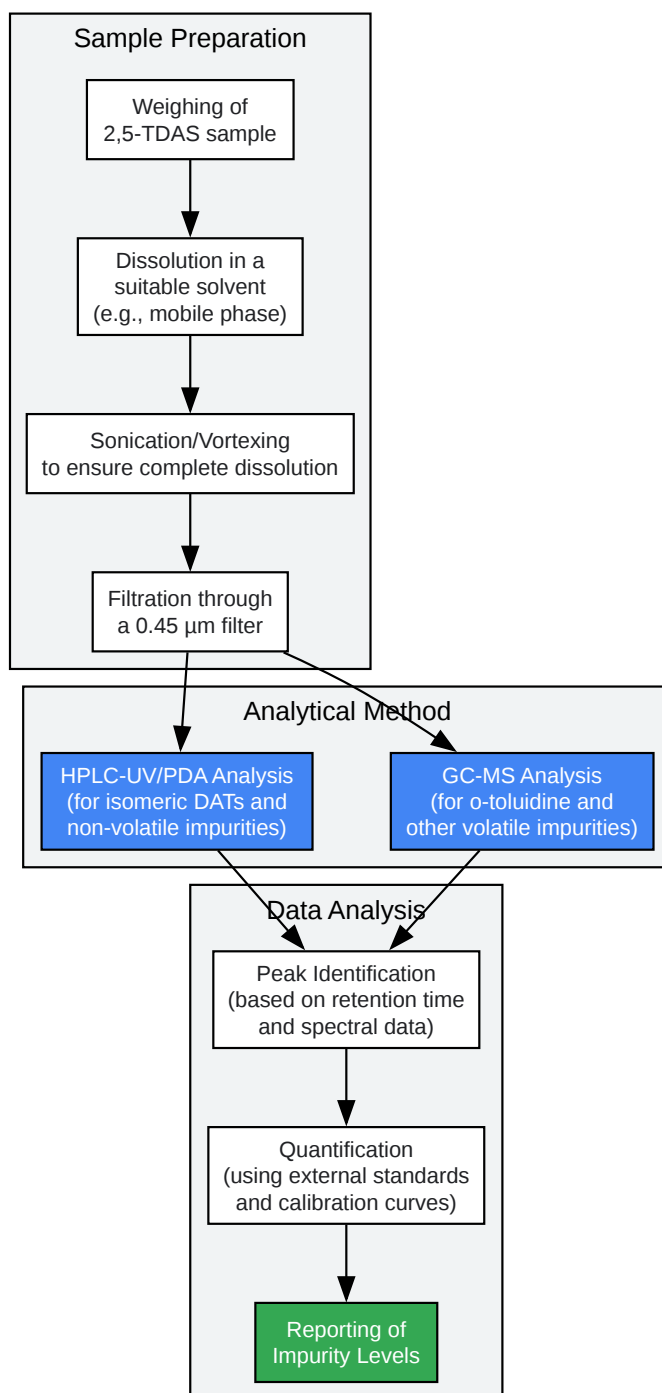 Sample Preparation
Weighing of
2,5-TDAS sample
Dissolution in a
suitable solvent
(e.g., mobile phase)
Sonication/Vortexing
to ensure complete dissolution
Filtration through
a 0.45 µm filter
Analytical Method
HPLC-UV/PDA Analysis
(for isomeric DATs and
non-volatile impurities)
GC-MS Analysis
(for o-toluidine and
other volatile impurities)
Data Analysis
Peak Identification
(based on retention time
and spectral data)
Quantification
(using external standards
and calibration curves)
Reporting of
Impurity Levels